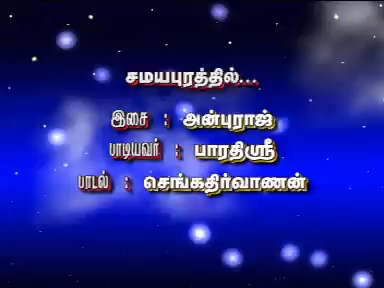 சமயபுரத்தில்...
இசை : அன்புராஜ்
பாடியவர் : பாரதிஸ்ரீ
பாடல் : செங்கதிர்வாணன்